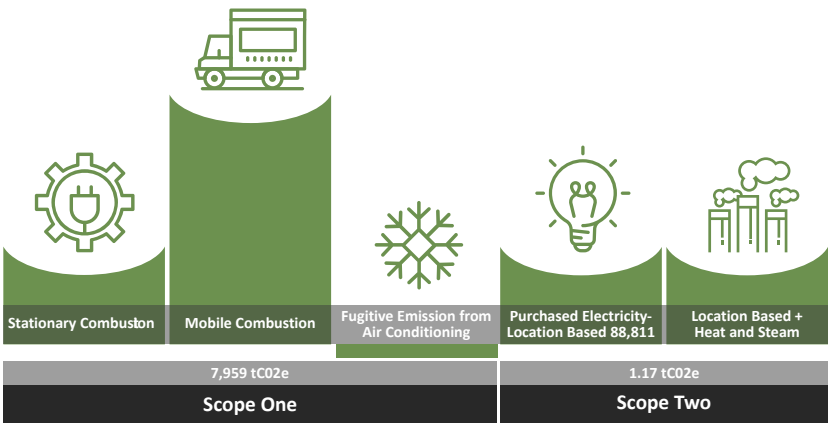 Stationary Combuston
Mobile Combustion
Fugitive Emission from
Air Conditioning
Purchased Electricity-
Location Based 88,811
Location Based +
Heat and Steam
7,959 tC02e
1.17 tC02e
Scope One
Scope Two